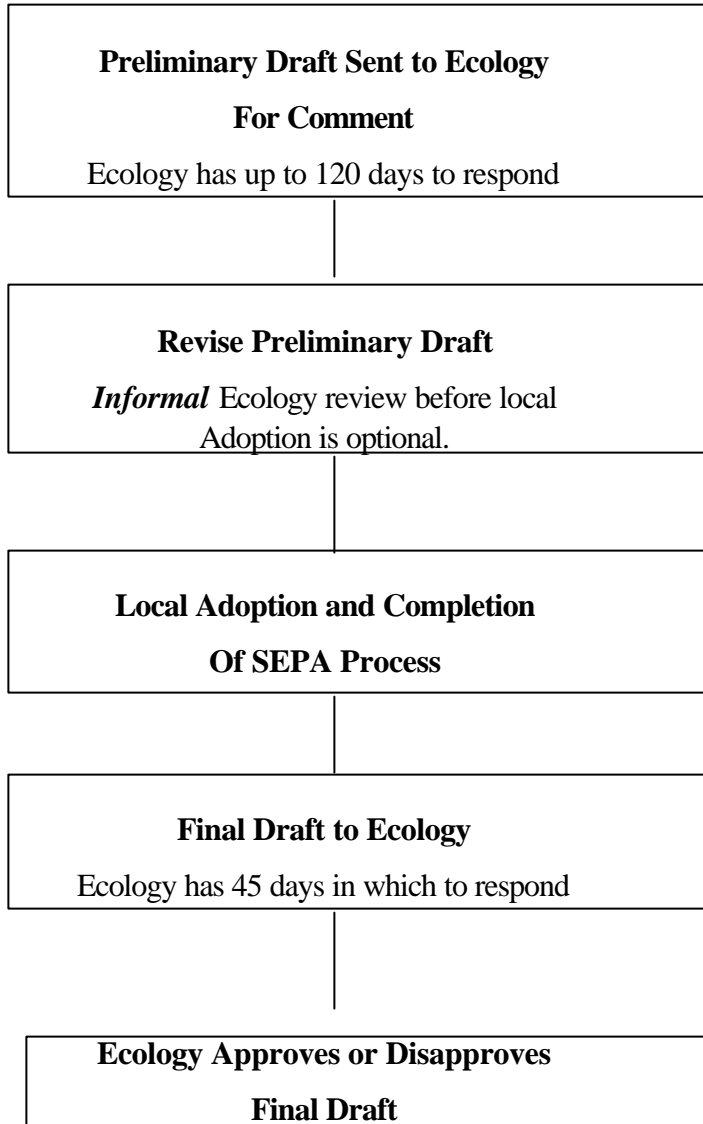 Preliminary Draft Sent to Ecology
For Comment
Ecology has up to 120 days to respond
Revise Preliminary Draft
Informal Ecology review before local
Adoption is optional.
Local Adoption and Completion
Of SEPA Process
Final Draft to Ecology
Ecology has 45 days in which to respond
Ecology Approves or Disapproves
Final Draft